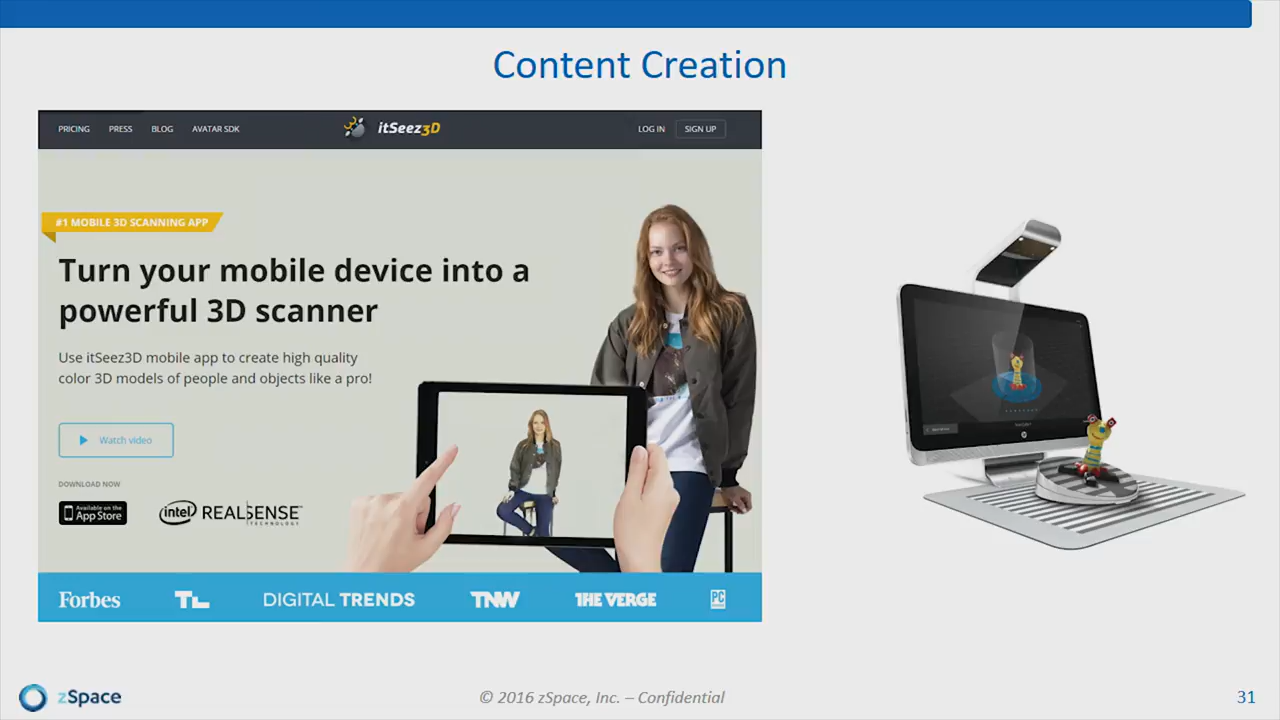 Content Creation
PRICING PRESS BLOG AVATAR SDK itSeez3D LOG IN SIGN UP
#1 MOBILE 3D SCANNING APP
Turn your mobile device into a
powerful 3D scanner
Use itSeez3D mobile app to create high quality
color 3D models of people and objects like a pro!
Watch video
DOWNLOAD NOW
Available on the
App Store
intel REALSENSE
TECHNOLOGY
Forbes TL DIGITAL TRENDS TNW THE VERGE PC
zSpace © 2016 zSpace, Inc. – Confidential 31